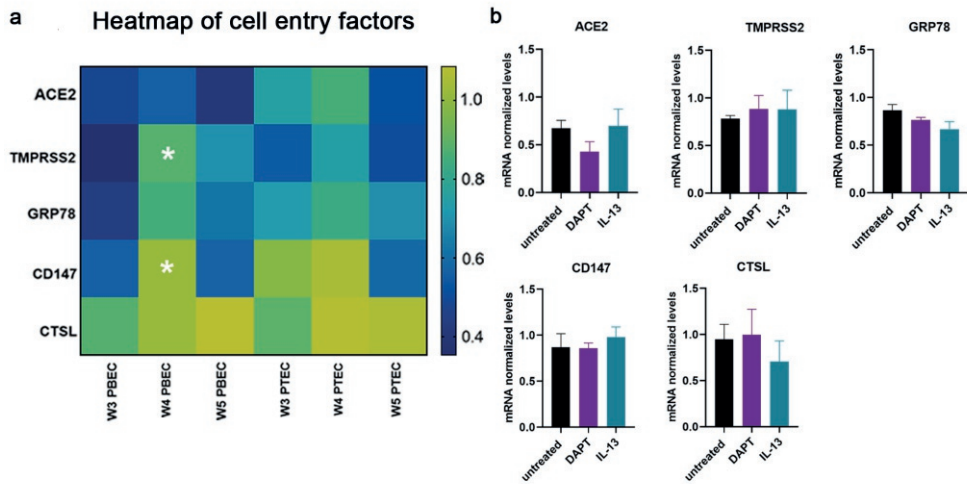 a
Heatmap of cell entry factors
ACE2
TMPRSS2
GRP78
CD147
CTSL
*
*
1.0
0.8
0.6
0.4
W3 PBEC
W4 PBEC
W5 PBEC
W3 PTEC
W4 PTEC
W5 PTEC
b
ACE2
mRNA normalized levels
1.5
1.0
0.5
0.0
untreated
DAPT
IL-13
TMPRSS2
mRNA normalized levels
1.5
1.0
0.5
0.0
untreated
DAPT
IL-13
GRP78
mRNA normalized levels
1.5
1.0
0.5
0.0
untreated
DAPT
IL-13
CD147
mRNA normalized levels
1.5
1.0
0.5
0.0
untreated
DAPT
IL-13
CTSL
mRNA normalized levels
1.5
1.0
0.5
0.0
untreated
DAPT
IL-13